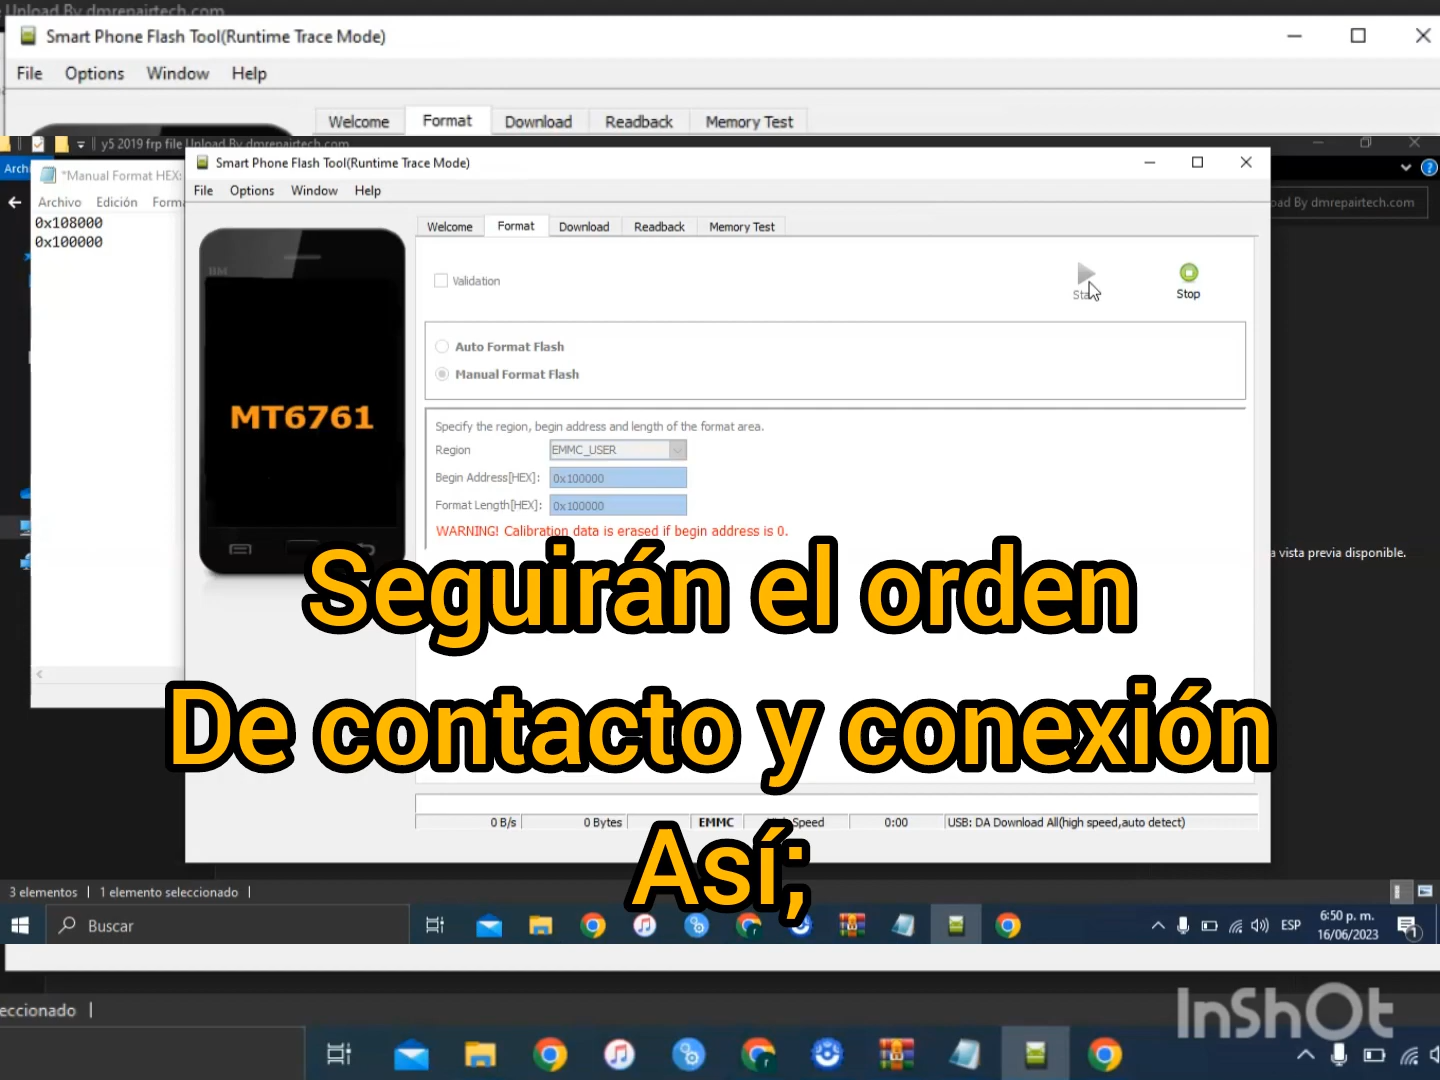 Upload By dmrepairtech.com
Smart Phone Flash Tool(Runtime Trace Mode)
File Options Window Help
Welcome Format Download Readback Memory Test
y5 2019 frp file Upload By dmrepairtech.com
Smart Phone Flash Tool(Runtime Trace Mode)
Archi
*Manual Format HEX:
File Options Window Help
Archivo Edición Forma
ad By dmrepairtech.com
0x108000
0x100000
Welcome Format Download Readback Memory Test
BM
Validation
Start
Stop
Auto Format Flash
Manual Format Flash
MT6761
Specify the region, begin address and length of the format area.
Region EMMC_USER
Begin Address[HEX]: 0x100000
Format Length[HEX]: 0x100000
WARNING! Calibration data is erased if begin address is 0.
a vista previa disponible.
Seguirán el orden
De contacto y conexión
Así;
0 B/s 0 Bytes EMMC Speed 0:00 USB: DA Download All(high speed,auto detect)
3 elementos 1 elemento seleccionado
Buscar
ESP
6:50 p. m.
16/06/2023
1
eccionado
InShOt